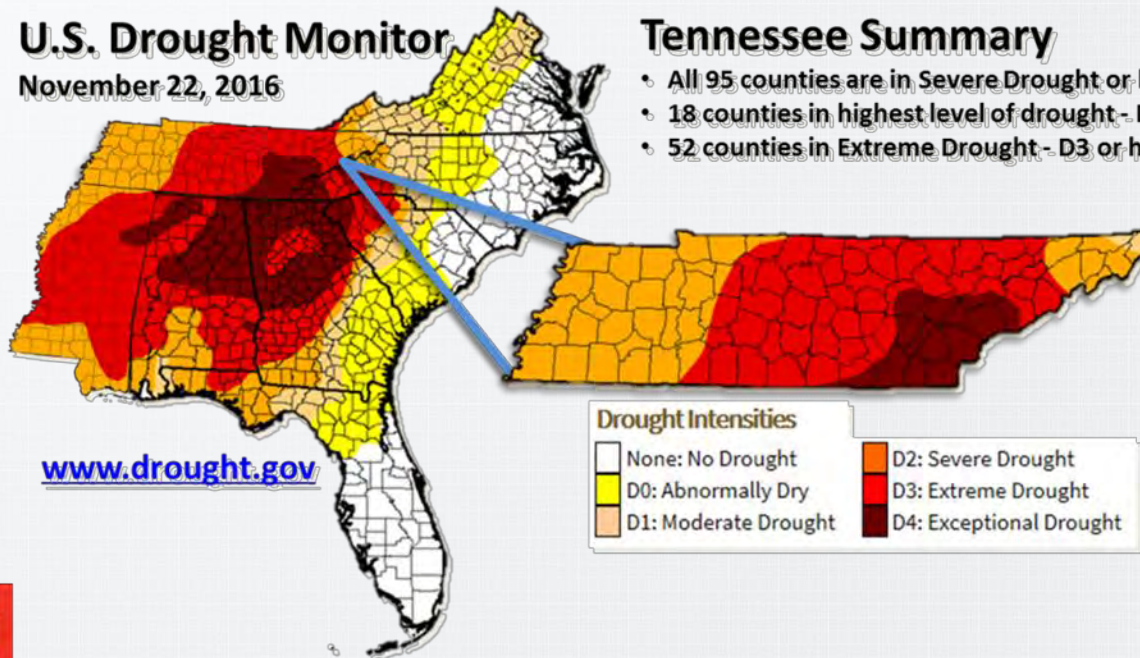 U.S. Drought Monitor
November 22, 2016
Tennessee Summary
• All 95 counties are in Severe Drought or
• 18 counties in highest level of drought -
• 52 counties in Extreme Drought - D3 or
www.drought.gov
Drought Intensities
None: No Drought
D0: Abnormally Dry
D1: Moderate Drought
D2: Severe Drought
D3: Extreme Drought
D4: Exceptional Drought